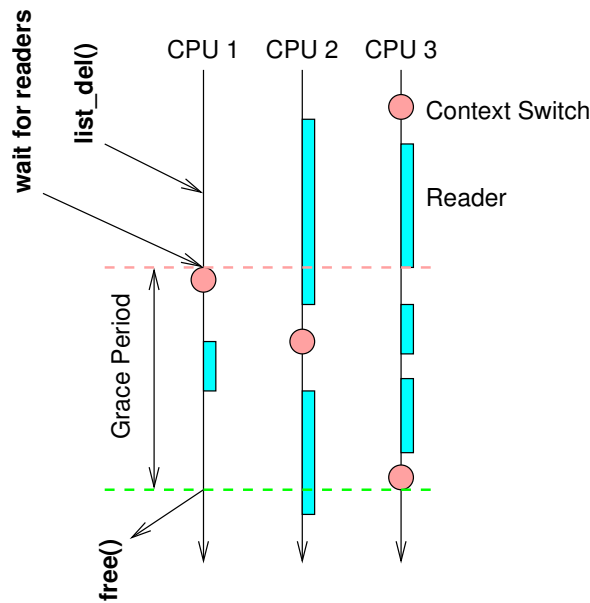 CPU 1 CPU 2 CPU 3
wait for readers
list_del()
Context Switch
Reader
Grace Period
free()